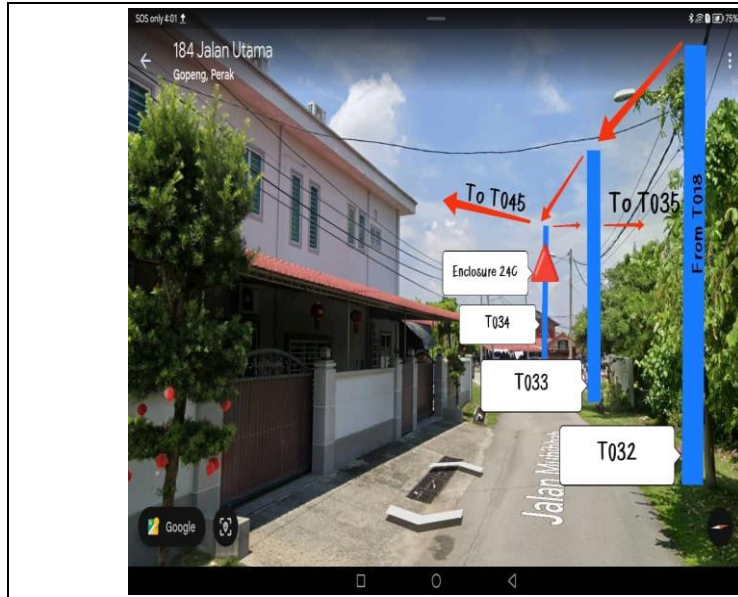 SOS only 4:01
75%
184 Jalan Utama
Gopeng, Perak
To T045
To T035
From T018
Enclosure 24C
T034
T033
T032
Jalan
Google